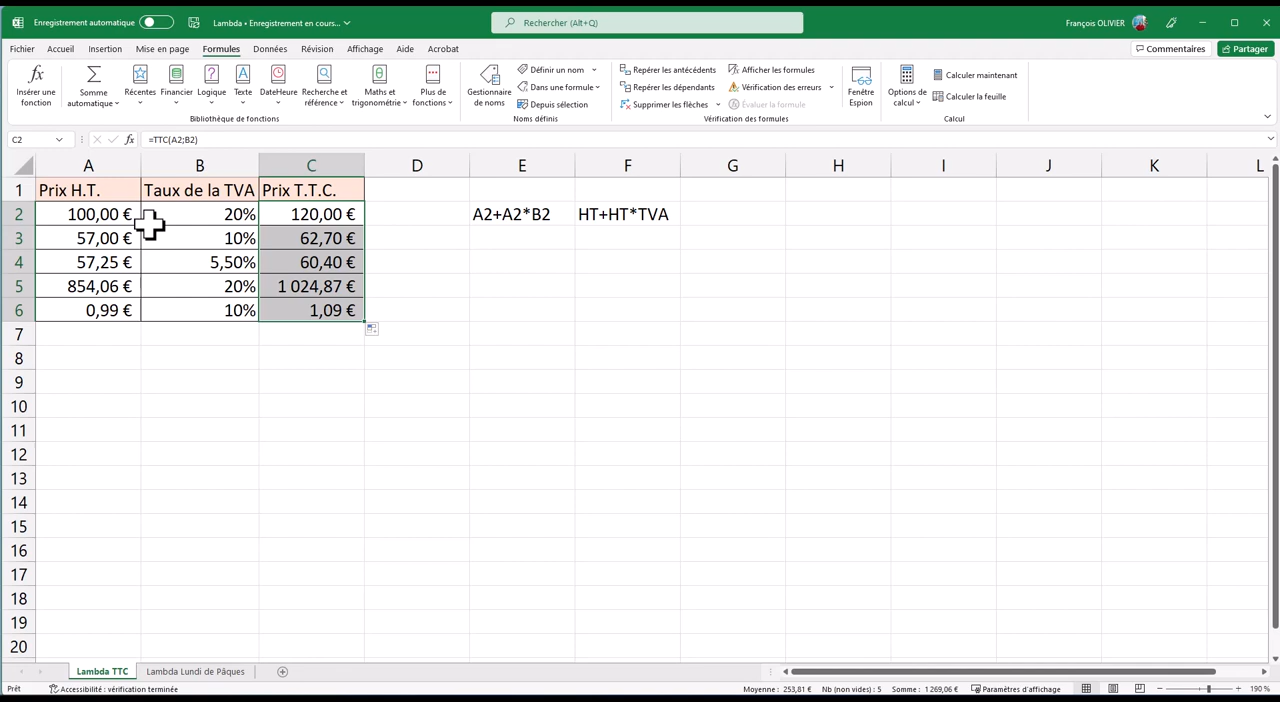 Enregistrement automatique
Lambda • Enregistrement en cours...
Rechercher (Alt+Q)
François OLIVIER
Fichier Accueil Insertion Mise en page Formules Données Révision Affichage Aide Acrobat
Commentaires Partager
Insérer une fonction
Somme automatique
Récentes
Financier
Logique
Texte
DateHeure
Recherche et référence
Maths et trigonométrie
Plus de fonctions
Bibliothèque de fonctions
Gestionnaire de noms
Définir un nom
Dans une formule
Depuis sélection
Noms définis
Repérer les antécédents
Repérer les dépendants
Supprimer les flèches
Afficher les formules
Vérification des erreurs
Évaluer la formule
Vérification des formules
Fenêtre Espion
Options de calcul
Calculer maintenant
Calculer la feuille
Calcul
C2 fx =TTC(A2;B2)
A B C D E F G H I J K L
1 Prix H.T. Taux de la TVA Prix T.T.C.
2 100,00 € 20% 120,00 € A2+A2*B2 HT+HT*TVA
3 57,00 € 10% 62,70 €
4 57,25 € 5,50% 60,40 €
5 854,06 € 20% 1 024,87 €
6 0,99 € 10% 1,09 €
7
8
9
10
11
12
13
14
15
16
17
18
19
20
Lambda TTC Lambda Lundi de Pâques
Prêt Accessibilité : vérification terminée Moyenne : 253,81 € Nb (non vides) : 5 Somme : 1 269,06 € Paramètres d'affichage 190 %